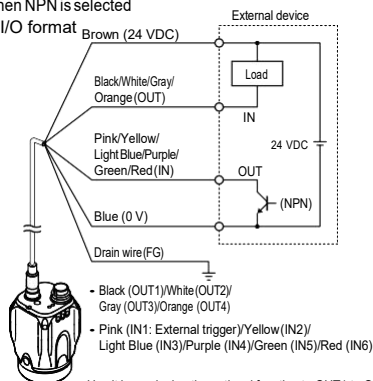 hen NPN is selected
I/O format
External device
Brown (24 VDC)
Load
Black/White/Gray/
Orange (OUT)
IN
Pink/Yellow/
Light Blue/Purple/
Green/Red (IN)
24 VDC
OUT
(NPN)
Blue (0 V)
Drain wire (FG)
• Black (OUT1)/White (OUT2)/
Gray (OUT3)/Orange (OUT4)
• Pink (IN1: External trigger)/Yellow (IN2)/
Light Blue (IN3)/Purple (IN4)/Green (IN5)/Red (IN6)